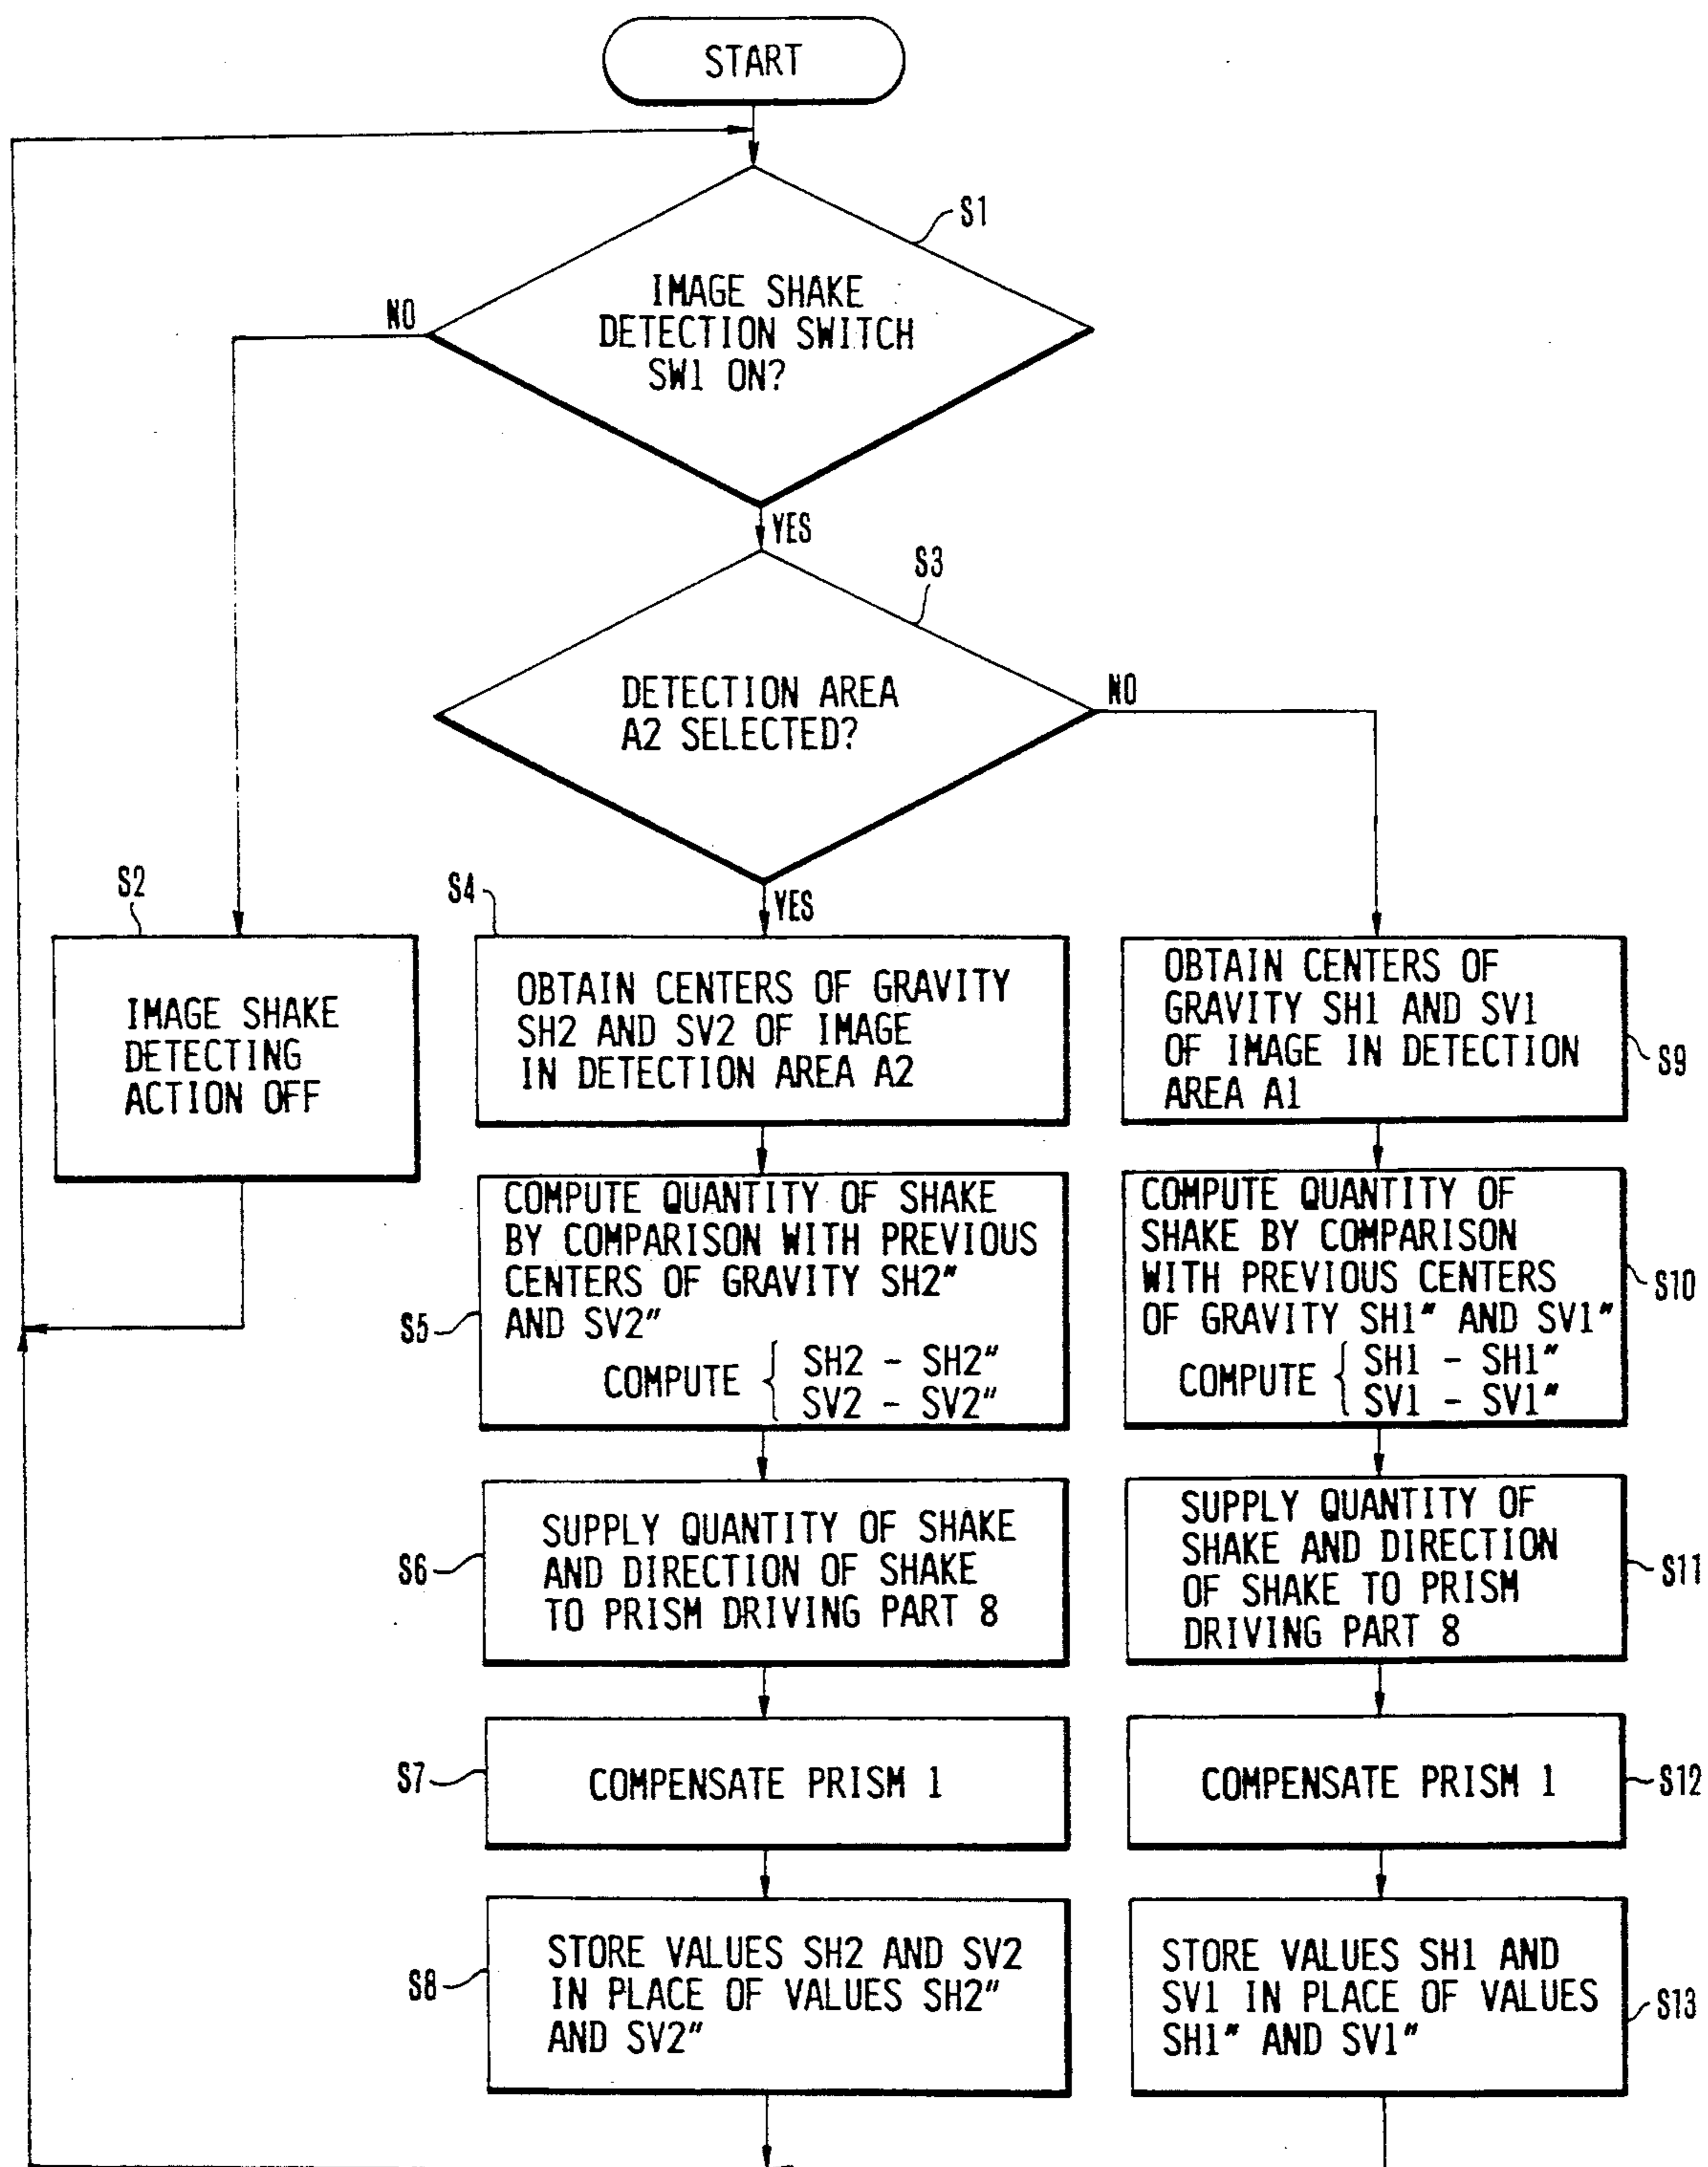 START
S1
IMAGE SHAKE
DETECTION SWITCH
SW1 ON?
NO
YES
S3
DETECTION AREA
A2 SELECTED?
NO
YES
S2
IMAGE SHAKE
DETECTING
ACTION OFF
S4
OBTAIN CENTERS OF GRAVITY
SH2 AND SV2 OF IMAGE
IN DETECTION AREA A2
S5
COMPUTE QUANTITY OF SHAKE
BY COMPARISON WITH PREVIOUS
CENTERS OF GRAVITY SH2"
AND SV2"
COMPUTE { SH2 - SH2"
SV2 - SV2"
S6
SUPPLY QUANTITY OF SHAKE
AND DIRECTION OF SHAKE
TO PRISM DRIVING PART 8
S7
COMPENSATE PRISM 1
S8
STORE VALUES SH2 AND SV2
IN PLACE OF VALUES SH2"
AND SV2"
OBTAIN CENTERS OF
GRAVITY SH1 AND SV1
OF IMAGE IN DETECTION
AREA A1
S9
COMPUTE QUANTITY OF
SHAKE BY COMPARISON
WITH PREVIOUS CENTERS
OF GRAVITY SH1" AND SV1"
COMPUTE { SH1 - SH1"
SV1 - SV1"
S10
SUPPLY QUANTITY OF
SHAKE AND DIRECTION
OF SHAKE TO PRISM
DRIVING PART 8
S11
COMPENSATE PRISM 1
S12
STORE VALUES SH1 AND
SV1 IN PLACE OF VALUES
SH1" AND SV1"
S13